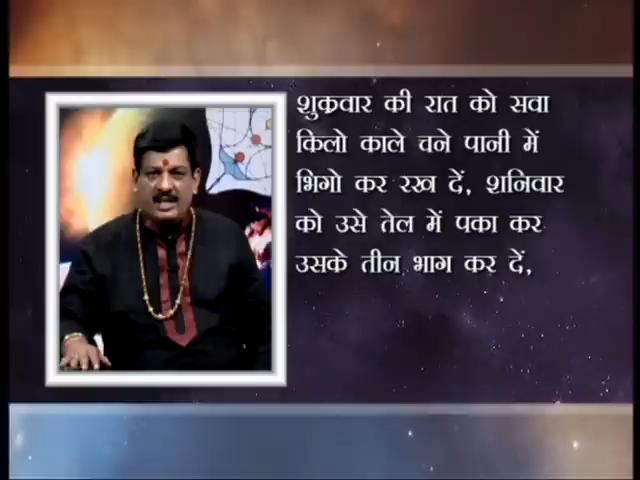 शुक्रवार की रात को सवा
किलो काले चने पानी में
भिगो कर रख दें, शनिवार
को उसे तेल में पका कर
उसके तीन भाग कर दें,